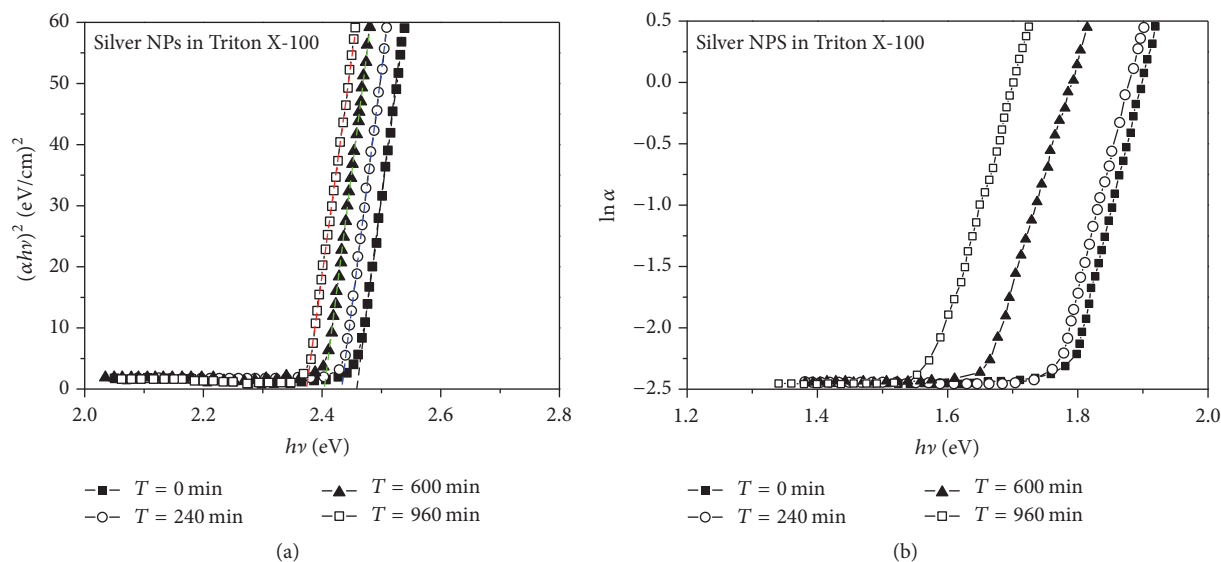 Silver NPs in Triton X-100
60
50
40
30
20
10
0
(αhν)² (eV/cm)²
2.0 2.2 2.4 2.6 2.8
hν (eV)
T = 0 min
T = 240 min
T = 600 min
T = 960 min
(a)
Silver NPS in Triton X-100
0.5
0.0
−0.5
−1.0
−1.5
−2.0
−2.5
ln α
1.2 1.4 1.6 1.8 2.0
hν (eV)
T = 0 min
T = 240 min
T = 600 min
T = 960 min
(b)